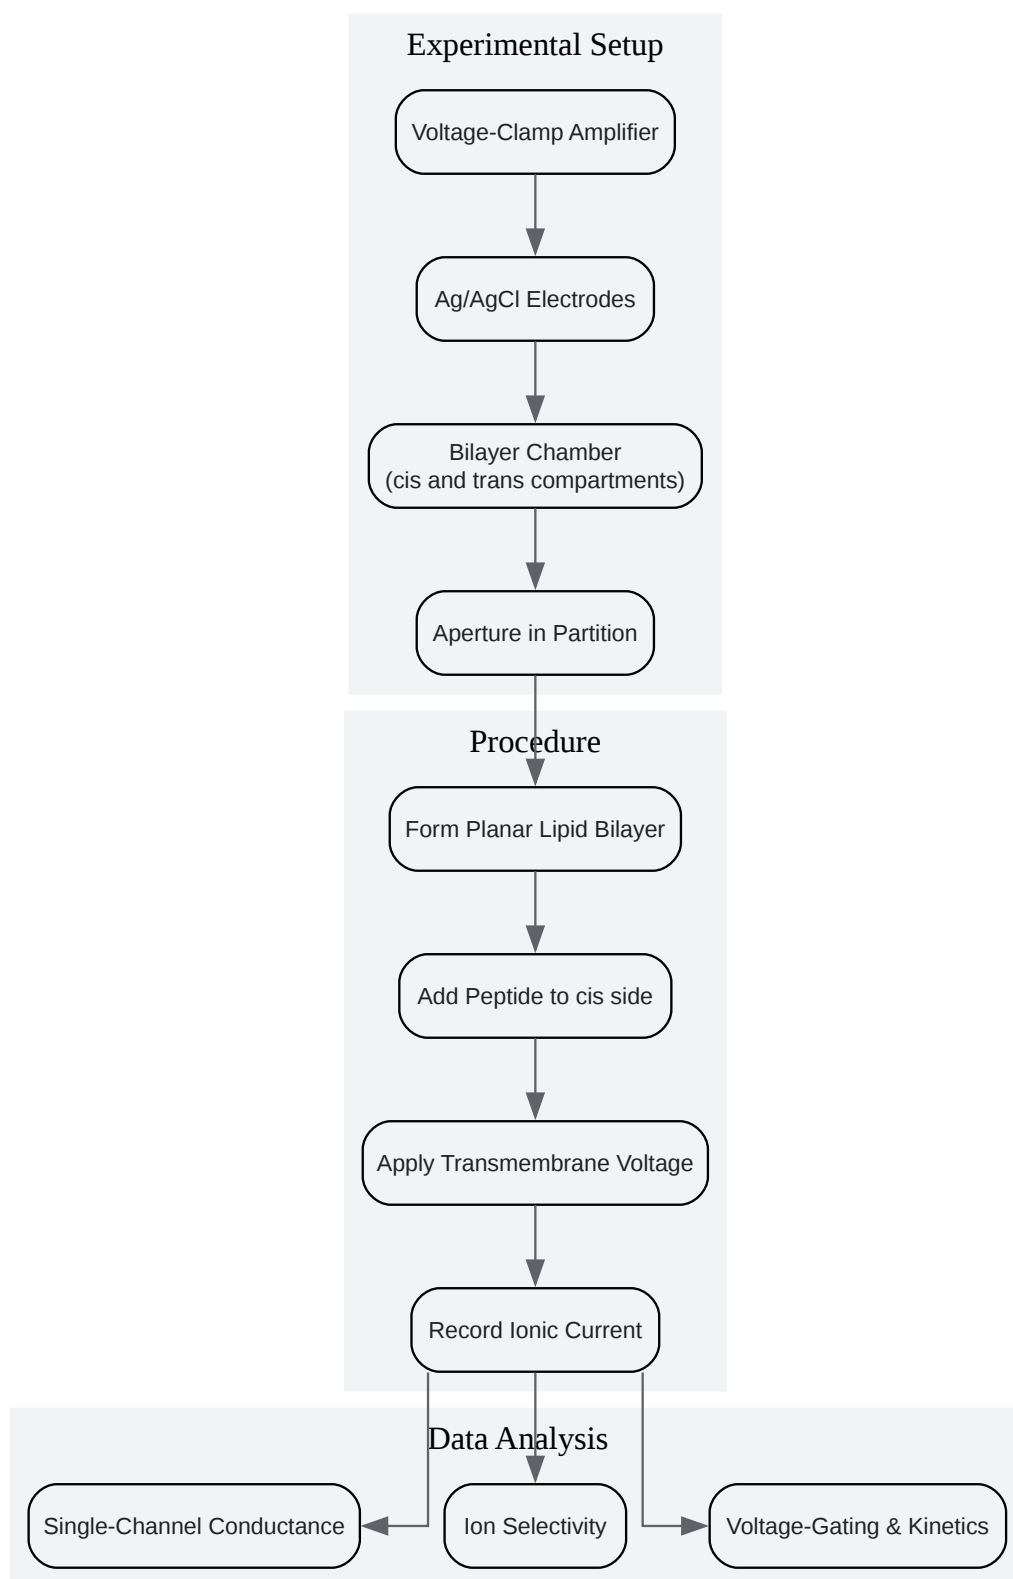 Experimental Setup
Voltage-Clamp Amplifier
Ag/AgCl Electrodes
Bilayer Chamber
(cis and trans compartments)
Aperture in Partition
Procedure
Form Planar Lipid Bilayer
Add Peptide to cis side
Apply Transmembrane Voltage
Record Ionic Current
Data Analysis
Single-Channel Conductance
Ion Selectivity
Voltage-Gating & Kinetics